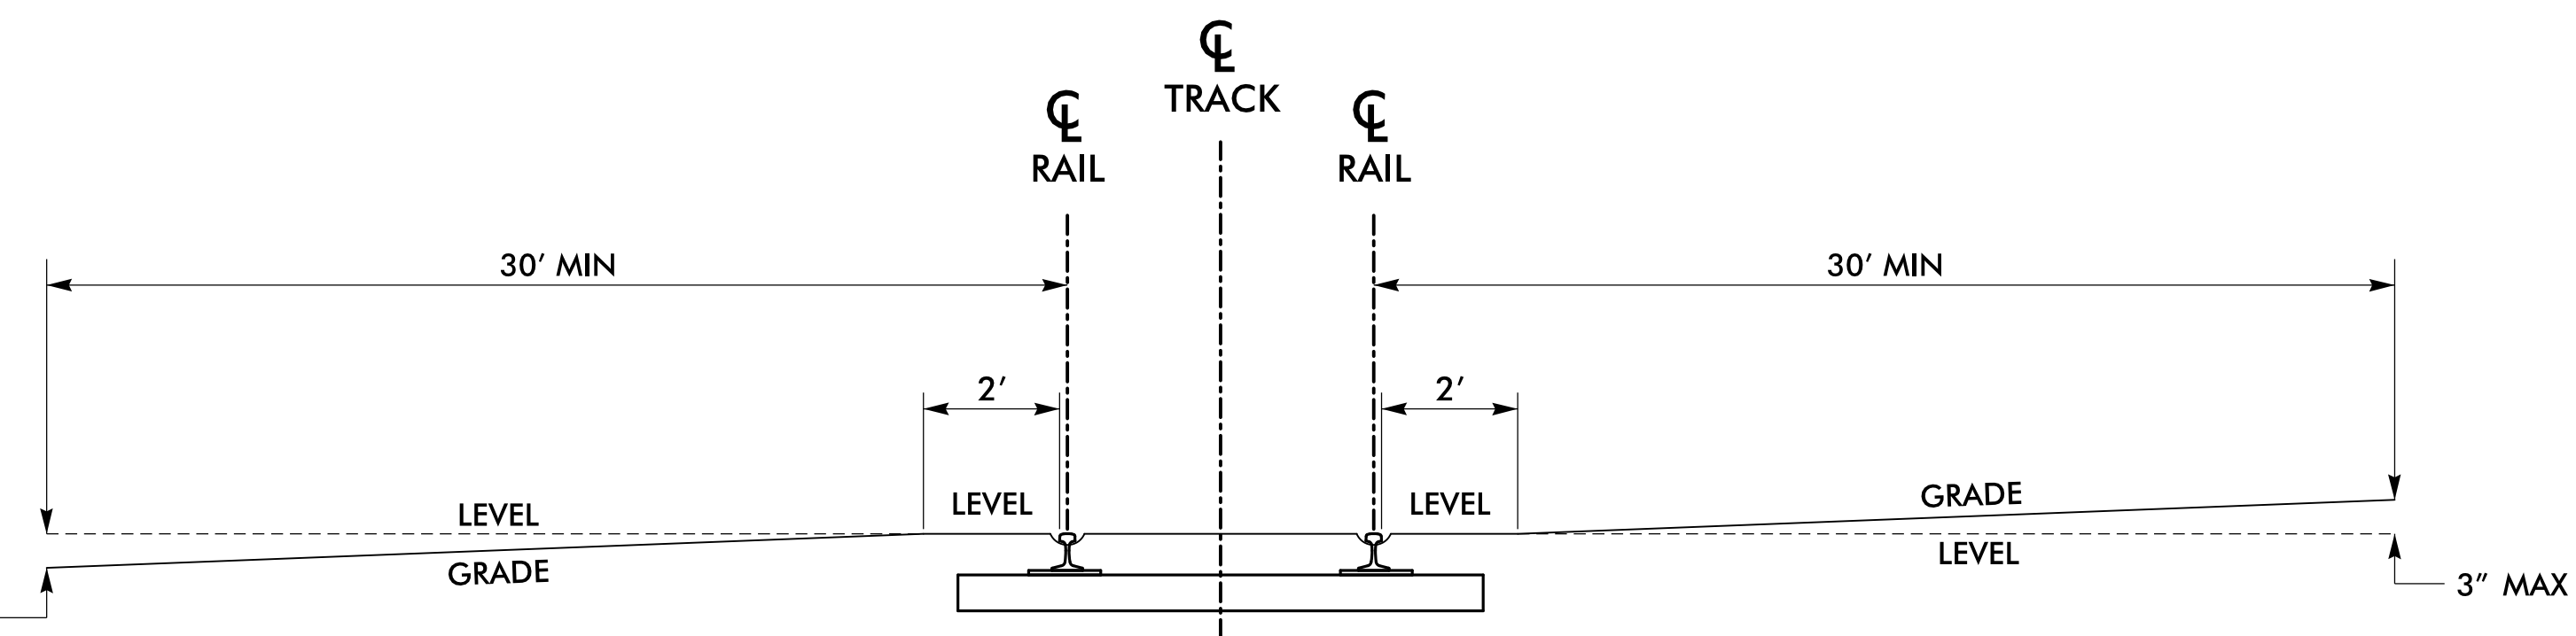 ℄
TRACK
℄
RAIL
℄
RAIL
30′ MIN
30′ MIN
2′
2′
LEVEL
LEVEL
LEVEL
GRADE
GRADE
LEVEL
3″ MAX